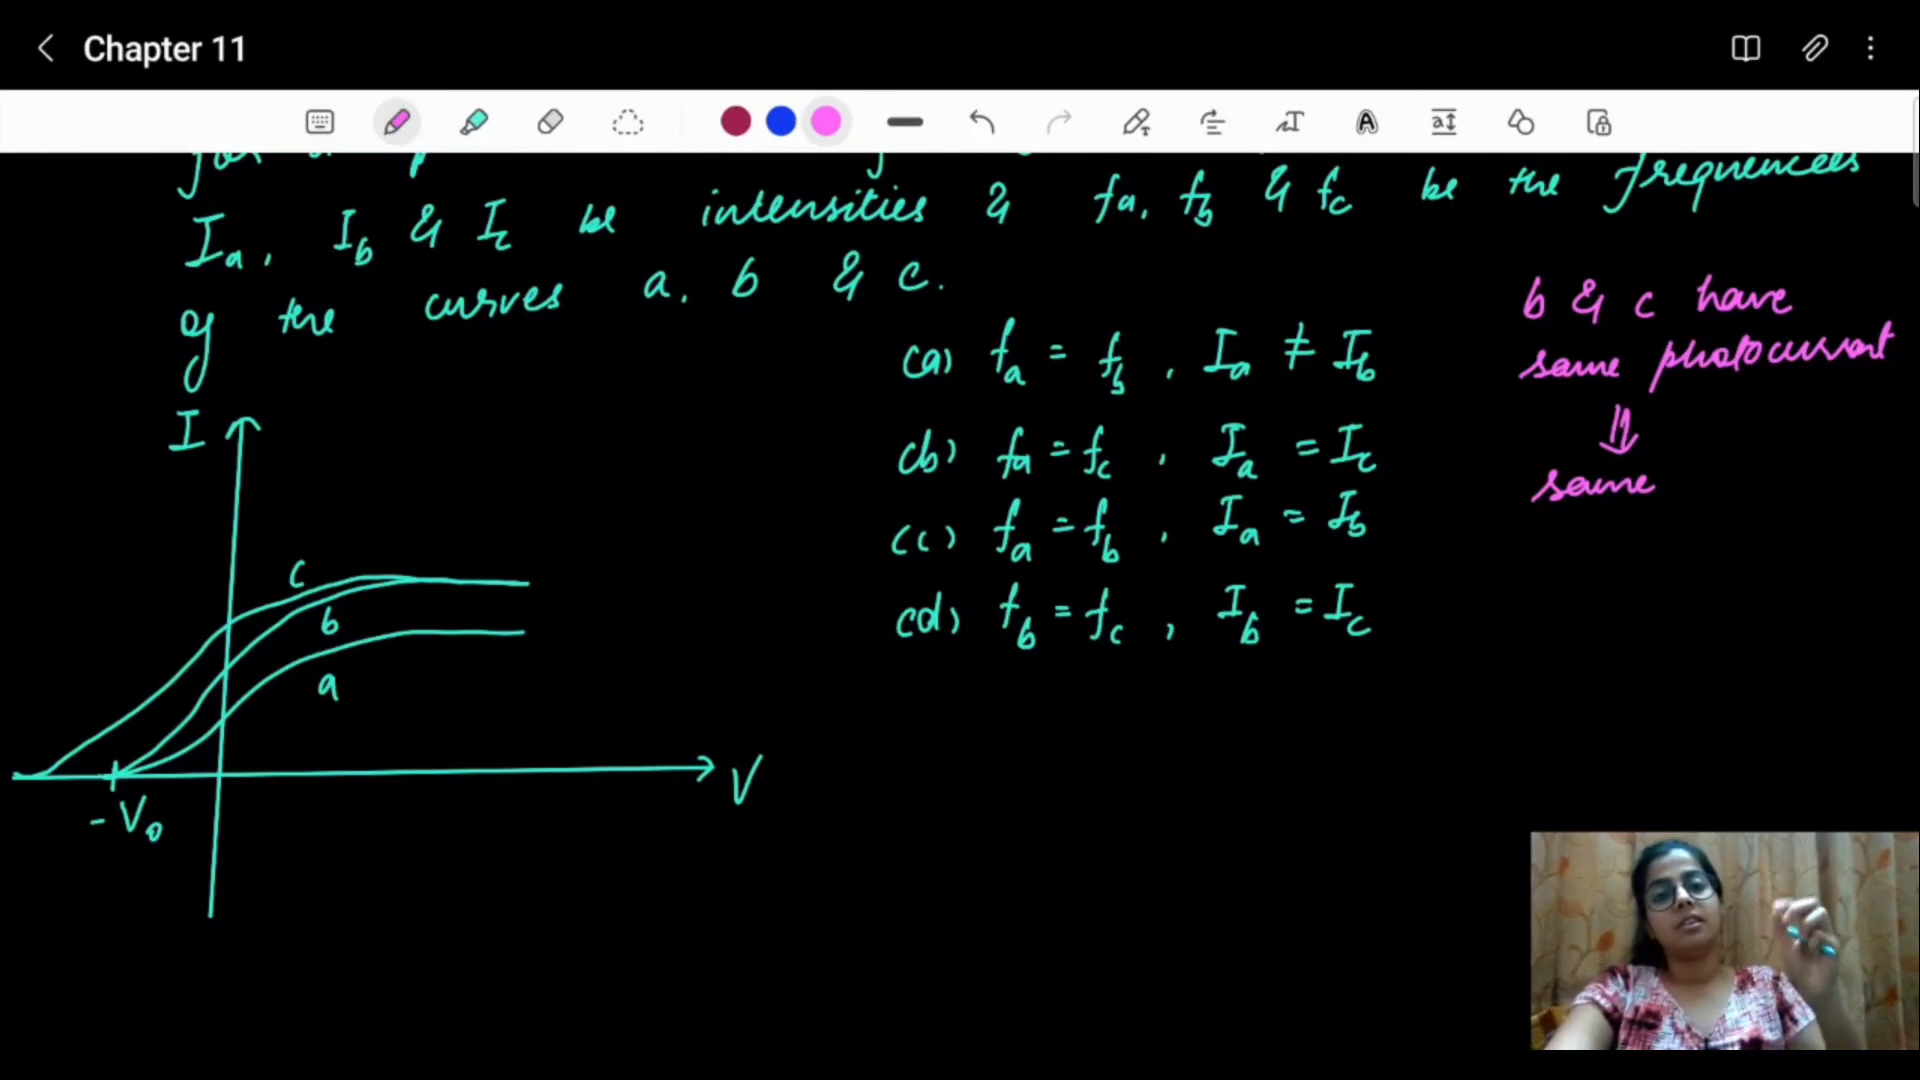 Chapter 11
Ia, Ib & Ic be intensities & fa, fb & fc be the frequencees
of the curves a, b & c.
(a) fa = fb, Ia ≠ Ib
(b) fa = fc, Ia = Ic
(c) fa = fb, Ia = Ib
(d) fb = fc, Ib = Ic
b & c have
same photocurrent
⇓
same
I
c
b
a
V
-V₀